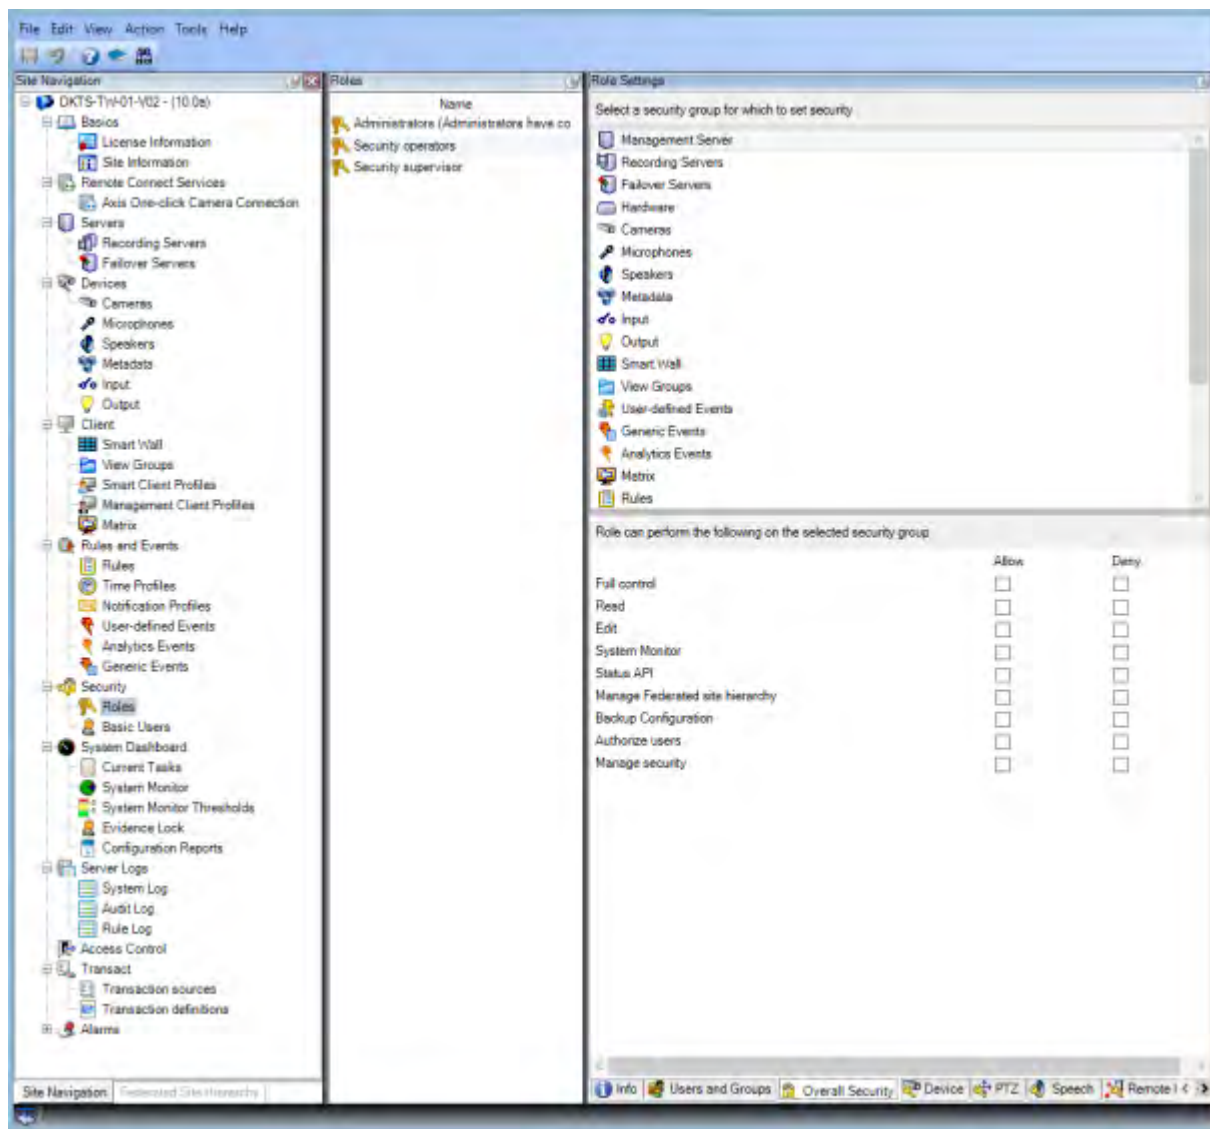 File Edit View Action Tools Help
Site Navigation
DKTS-TW-01-V02 - (10.0a)
Basics
License Information
Site Information
Remote Connect Services
Axis One-click Camera Connection
Servers
Recording Servers
Failover Servers
Devices
Cameras
Microphones
Speakers
Metadata
Input
Output
Client
Smart Wall
View Groups
Smart Client Profiles
Management Client Profiles
Matrix
Rules and Events
Rules
Time Profiles
Notification Profiles
User-defined Events
Analytics Events
Generic Events
Security
Roles
Basic Users
System Dashboard
Current Tasks
System Monitor
System Monitor Thresholds
Evidence Lock
Configuration Reports
Server Logs
System Log
Audit Log
Rule Log
Access Control
Transact
Transaction sources
Transaction definitions
Alarms
Site Navigation Federated Site Hierarchy
Roles
Name
Administrators (Administrators have co
Security operators
Security supervisor
Role Settings
Select a security group for which to set security
Management Server
Recording Servers
Failover Servers
Hardware
Cameras
Microphones
Speakers
Metadata
Input
Output
Smart Wall
View Groups
User-defined Events
Generic Events
Analytics Events
Matrix
Rules
Role can perform the following on the selected security group
Allow Deny
Full control
Read
Edit
System Monitor
Status API
Manage Federated site hierarchy
Backup Configuration
Authorize users
Manage security
Info Users and Groups Overall Security Device PTZ Speech Remote